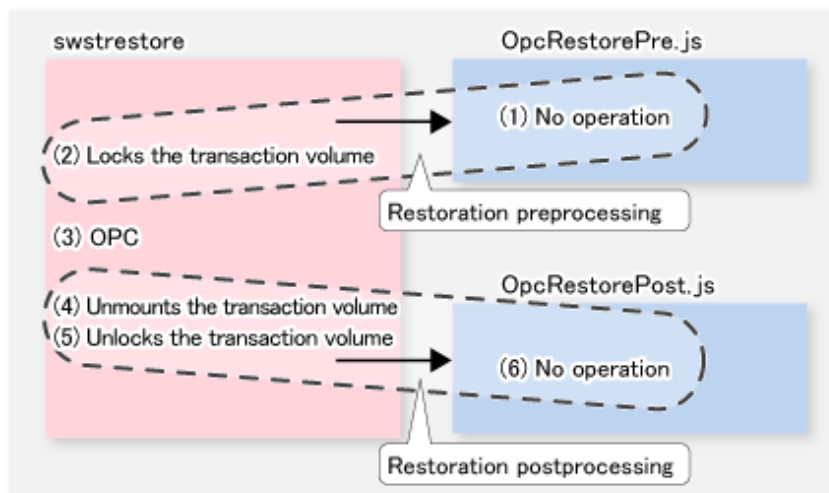 swstrestore
OpcRestorePre.js
(1) No operation
(2) Locks the transaction volume
Restoration preprocessing
(3) OPC
OpcRestorePost.js
(4) Unmounts the transaction volume
(5) Unlocks the transaction volume
(6) No operation
Restoration postprocessing